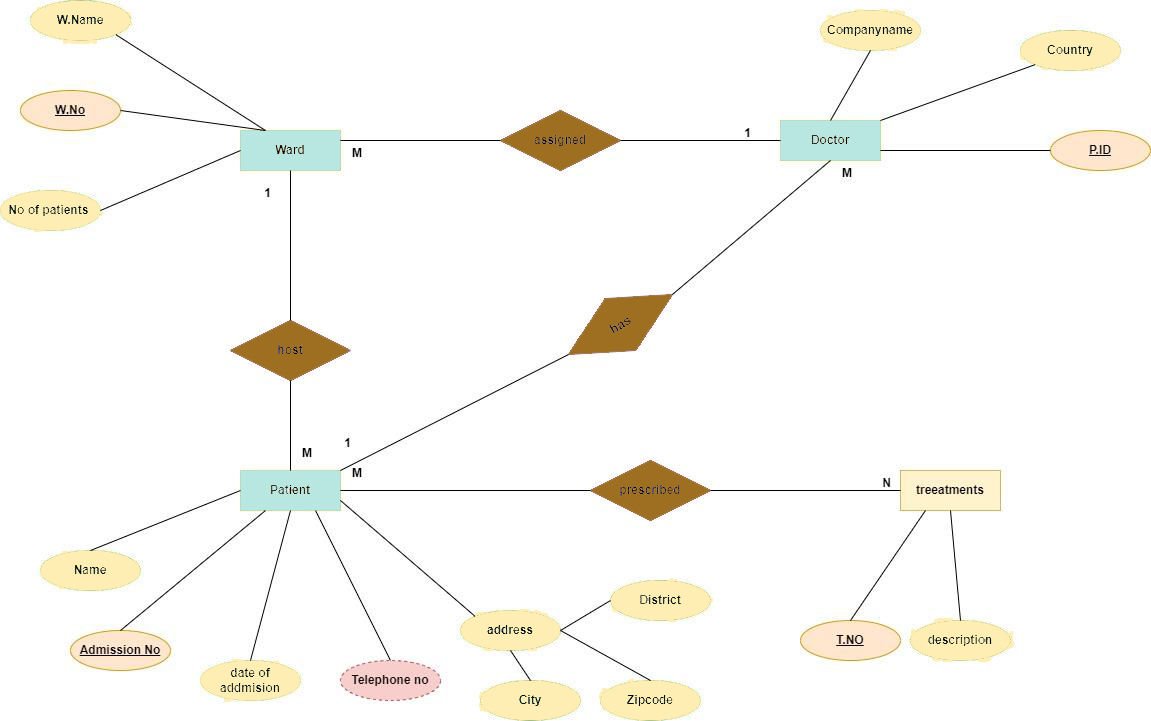 W.Name
Companyname
Country
W.No
assigned
1
Doctor
P.ID
Ward
M
M
1
No of patients
has
host
1
M
M
Patient
prescribed
N
treeatments
Name
District
address
T.NO
description
Admission No
date of
addmision
Telephone no
City
Zipcode